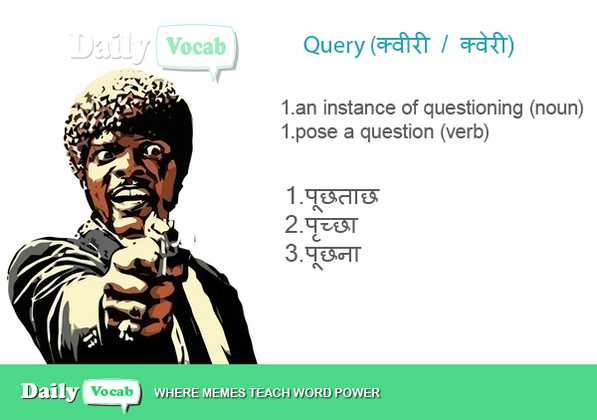 Daily Vocab
Query (क्वीरी / क्वेरी)
1.an instance of questioning (noun)
1.pose a question (verb)
1.पूछताछ
2.पृच्छा
3.पूछना
Daily Vocab WHERE MEMES TEACH WORD POWER